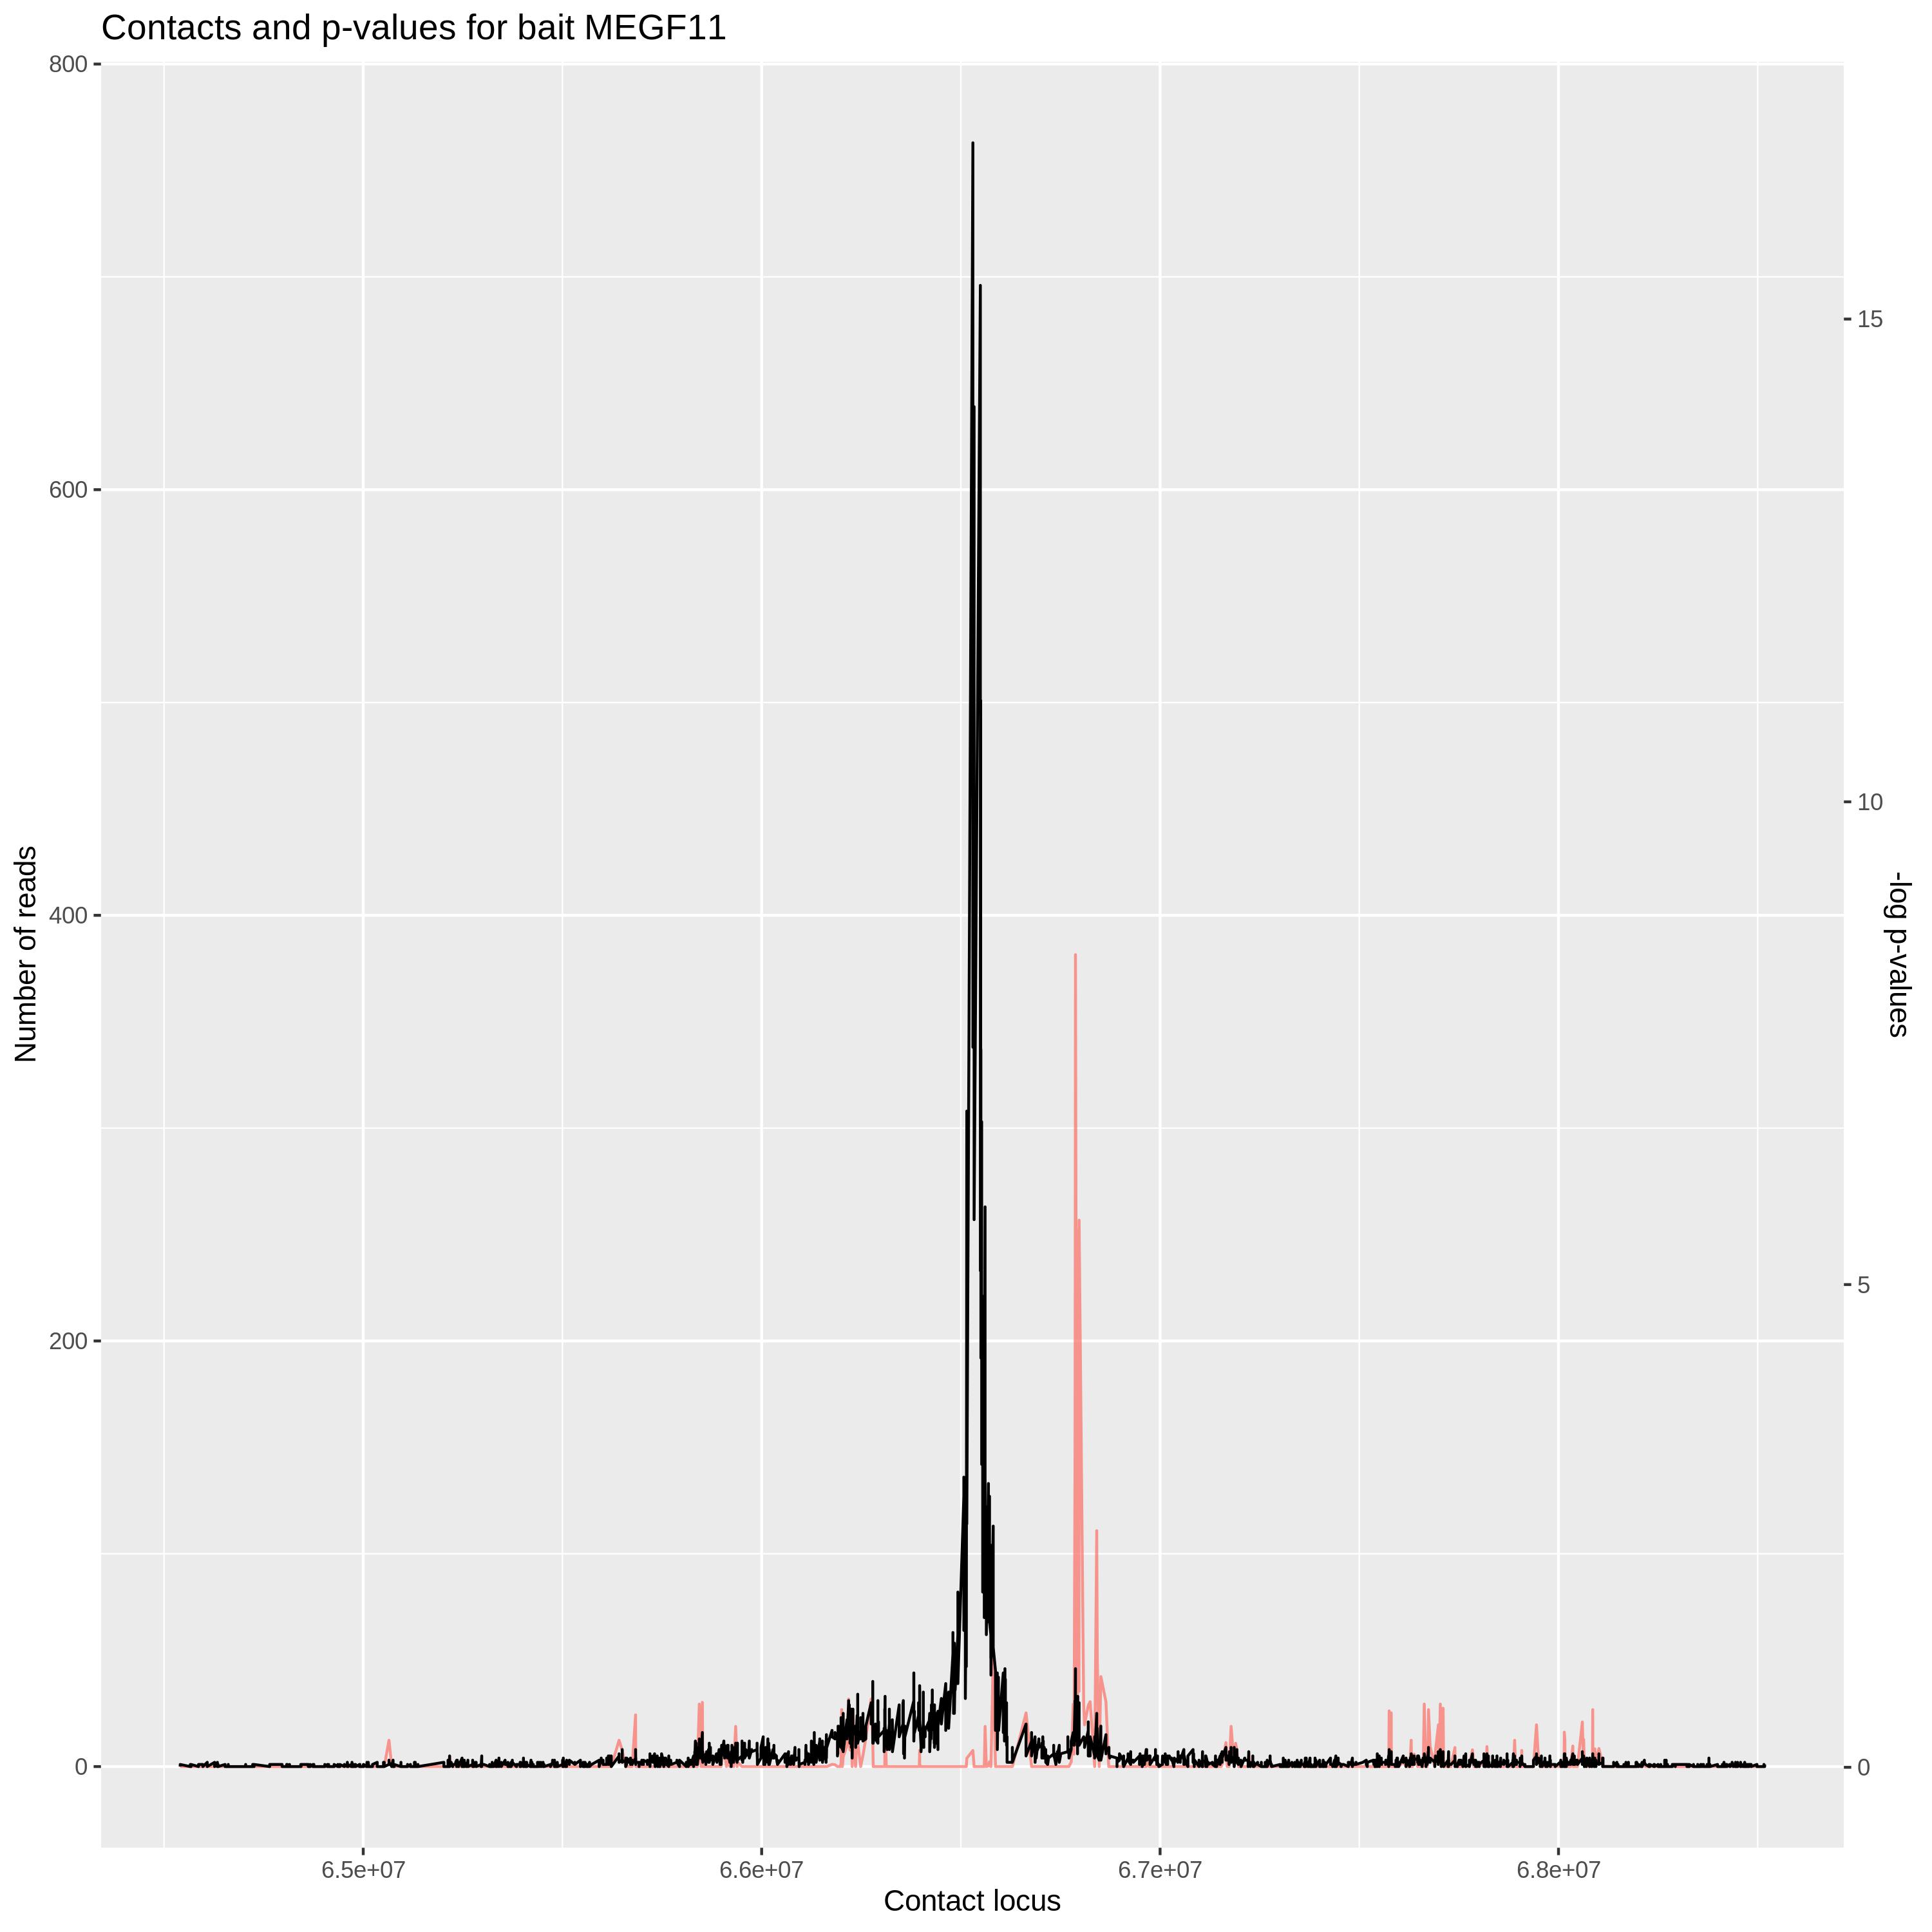 Contacts and p-values for bait MEGF11
800
600
400
200
0
Number of reads
15
10
5
0
-log p-values
6.5e+07
6.6e+07
6.7e+07
6.8e+07
Contact locus